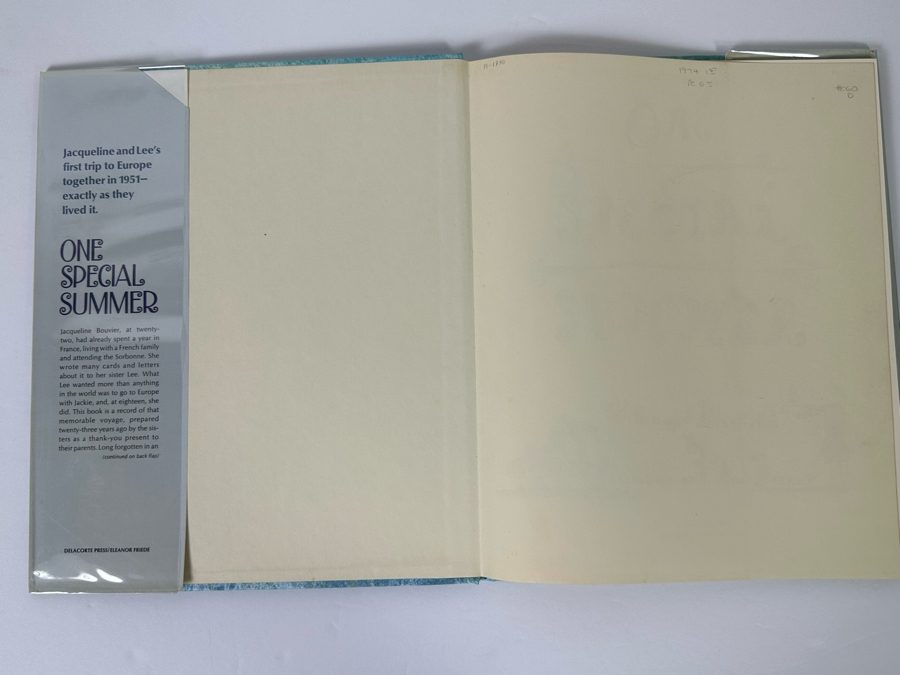 Jacqueline and Lee's
first trip to Europe
together in 1951—
exactly as they
lived it.
ONE
SPECIAL
SUMMER
Jacqueline Bouvier, at twenty-
two, had already spent a year in
France, living with a French family
and attending the Sorbonne. She
wrote many cards and letters
about it to her sister Lee. What
Lee wanted more than anything
in the world was to go to Europe
with Jackie, and, at eighteen, she
did. This book is a record of that
memorable voyage, prepared
twenty-three years ago by the sis-
ters as a thank-you present to
their parents. Long forgotten in an
(continued on back flap)
DELACORTE PRESS/ELEANOR FRIEDE
1974 1E